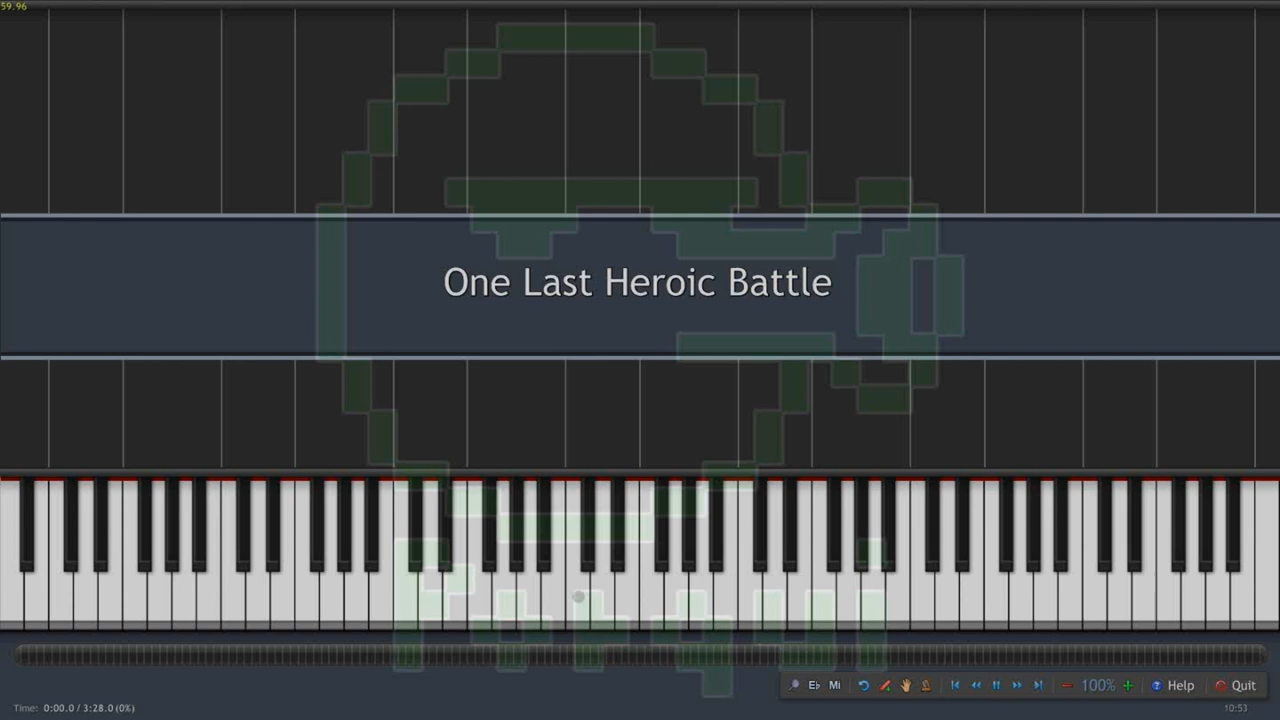 59.96
One Last Heroic Battle
E♭ Mi 100% Help Quit
Time: 0:00.0 / 3:28.0 (0%) 10:53